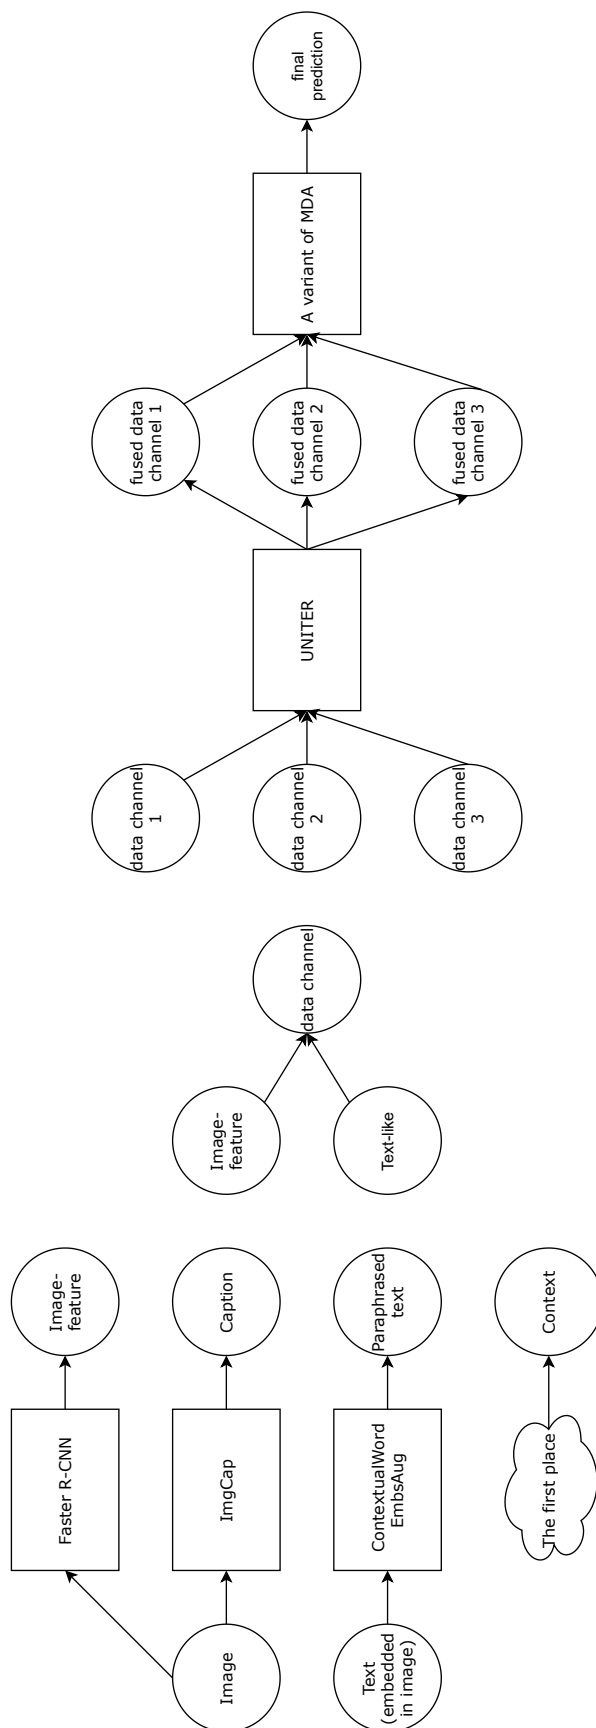 Image
Faster R-CNN
Image-
feature
ImgCap
Caption
Text
(embedded
in image)
ContextualWord
EmbsAug
Paraphrased
text
The first place
Context
Image-
feature
Text-like
data channel
data channel
1
data channel
2
data channel
3
UNITER
fused data
channel 1
fused data
channel 2
fused data
channel 3
A variant of MDA
final
prediction